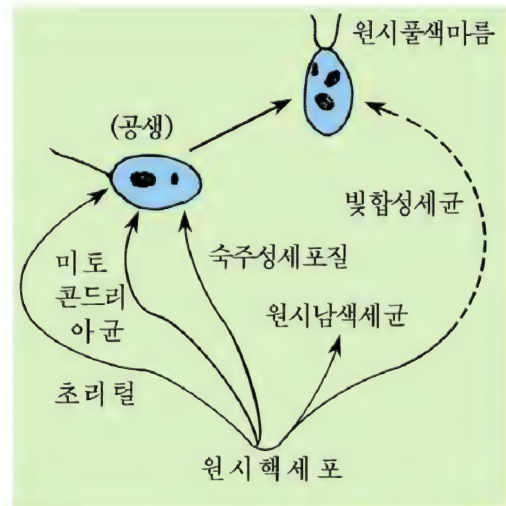 원시풀색마름
(공생)
빛합성세균
미토
콘드리
아균
숙주성세포질
원시남색세균
초리털
원시핵세포